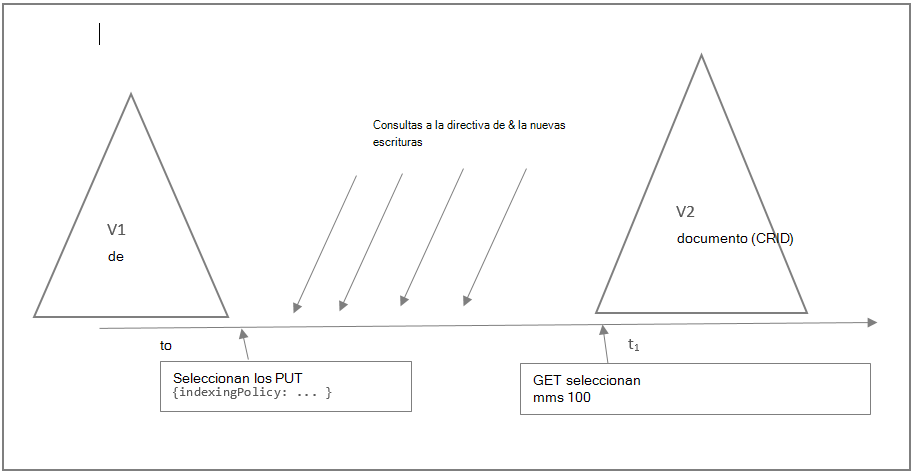 Consultas a la directiva de & la nuevas
escrituras
V1
de
V2
documento (CRID)
to
t1
Seleccionan los PUT
{indexingPolicy: ... }
GET seleccionan
mms 100